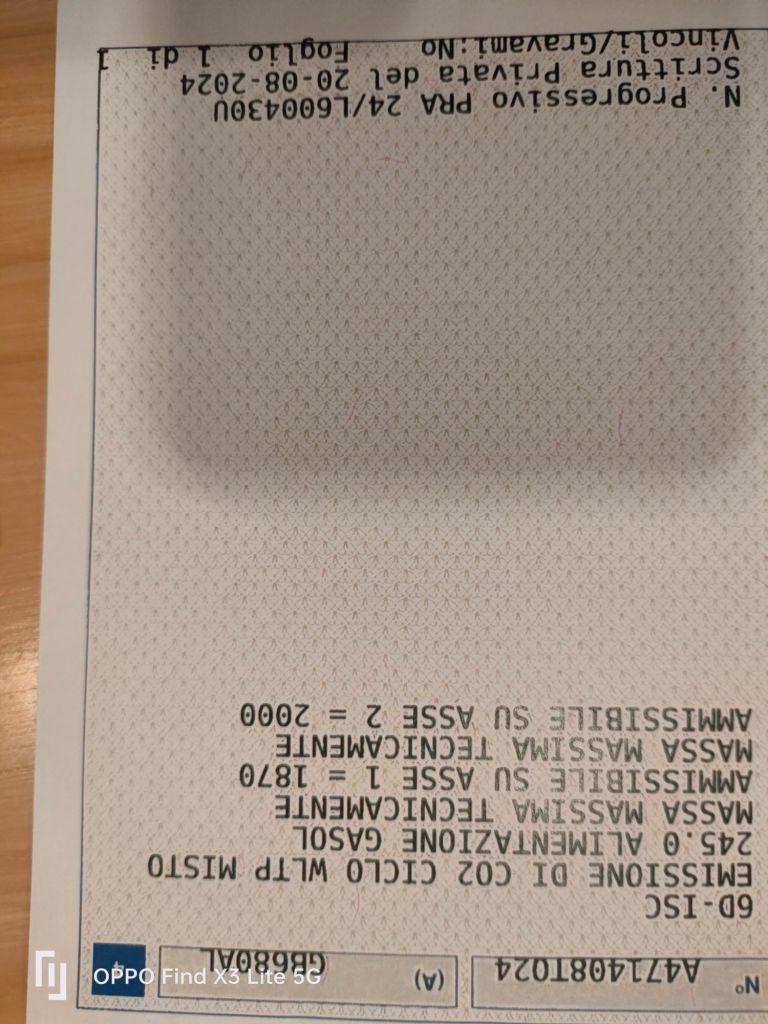 N° A471408T024 (A) GB680AL 4
6D-ISC
EMISSIONE DI CO2 CICLO WLTP MISTO
245.0 ALIMENTAZIONE GASOL
MASSA MASSIMA TECNICAMENTE
AMMISSIBILE SU ASSE 1 = 1870
MASSA MASSIMA TECNICAMENTE
AMMISSIBILE SU ASSE 2 = 2000
N. Progressivo PRA 24/L600430U
Scrittura Privata del 20-08-2024
Vincoli/Gravami:No Foglio 1 di 1
OPPO Find X3 Lite 5G